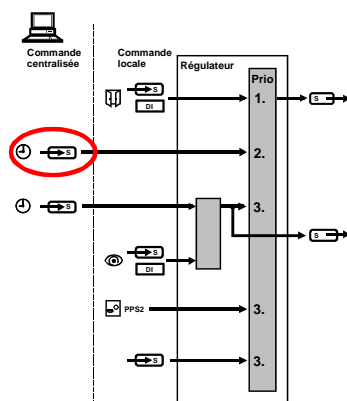 Commande centralisée
Commande locale
Régulateur
Prio
S
DI
1.
S
S
2.
S
3.
S
S
DI
PPS2
3.
S
3.